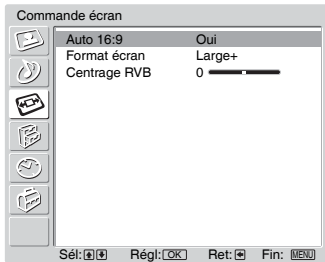 Commande écran
Auto 16:9 Oui
Format écran Large+
Centrage RVB 0
Sél: Régl: OK Ret: Fin: MENU